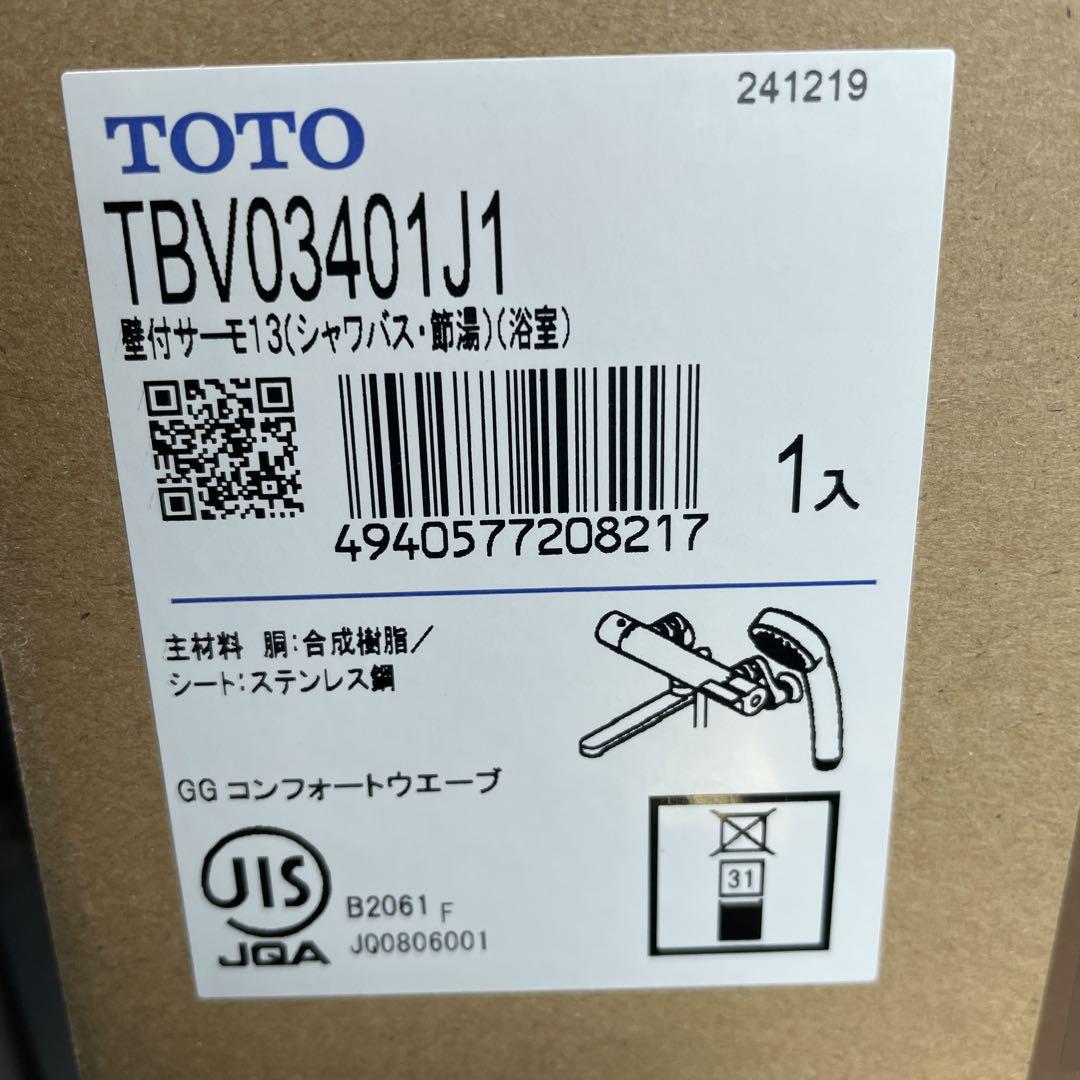 241219
TOTO
TBV03401J1
壁付サーモ13(シャワバス・節湯)(浴室)
4940577208217
1入
主材料 胴:合成樹脂/
シート:ステンレス鋼
GG コンフォートウエーブ
JIS
JQA
B2061 F
JQ0806001
31